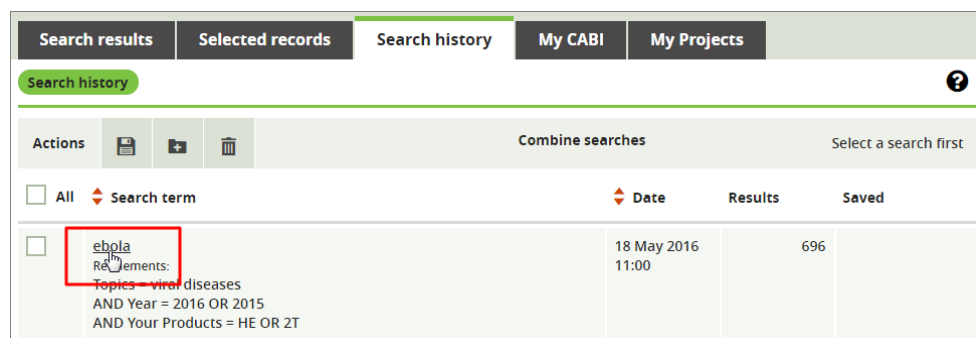 Search results Selected records Search history My CABI My Projects
Search history ?
Actions Combine searches Select a search first
All Search term Date Results Saved
ebola 18 May 2016 696
Refinements: 11:00
Topics = viral diseases
AND Year = 2016 OR 2015
AND Your Products = HE OR 2T